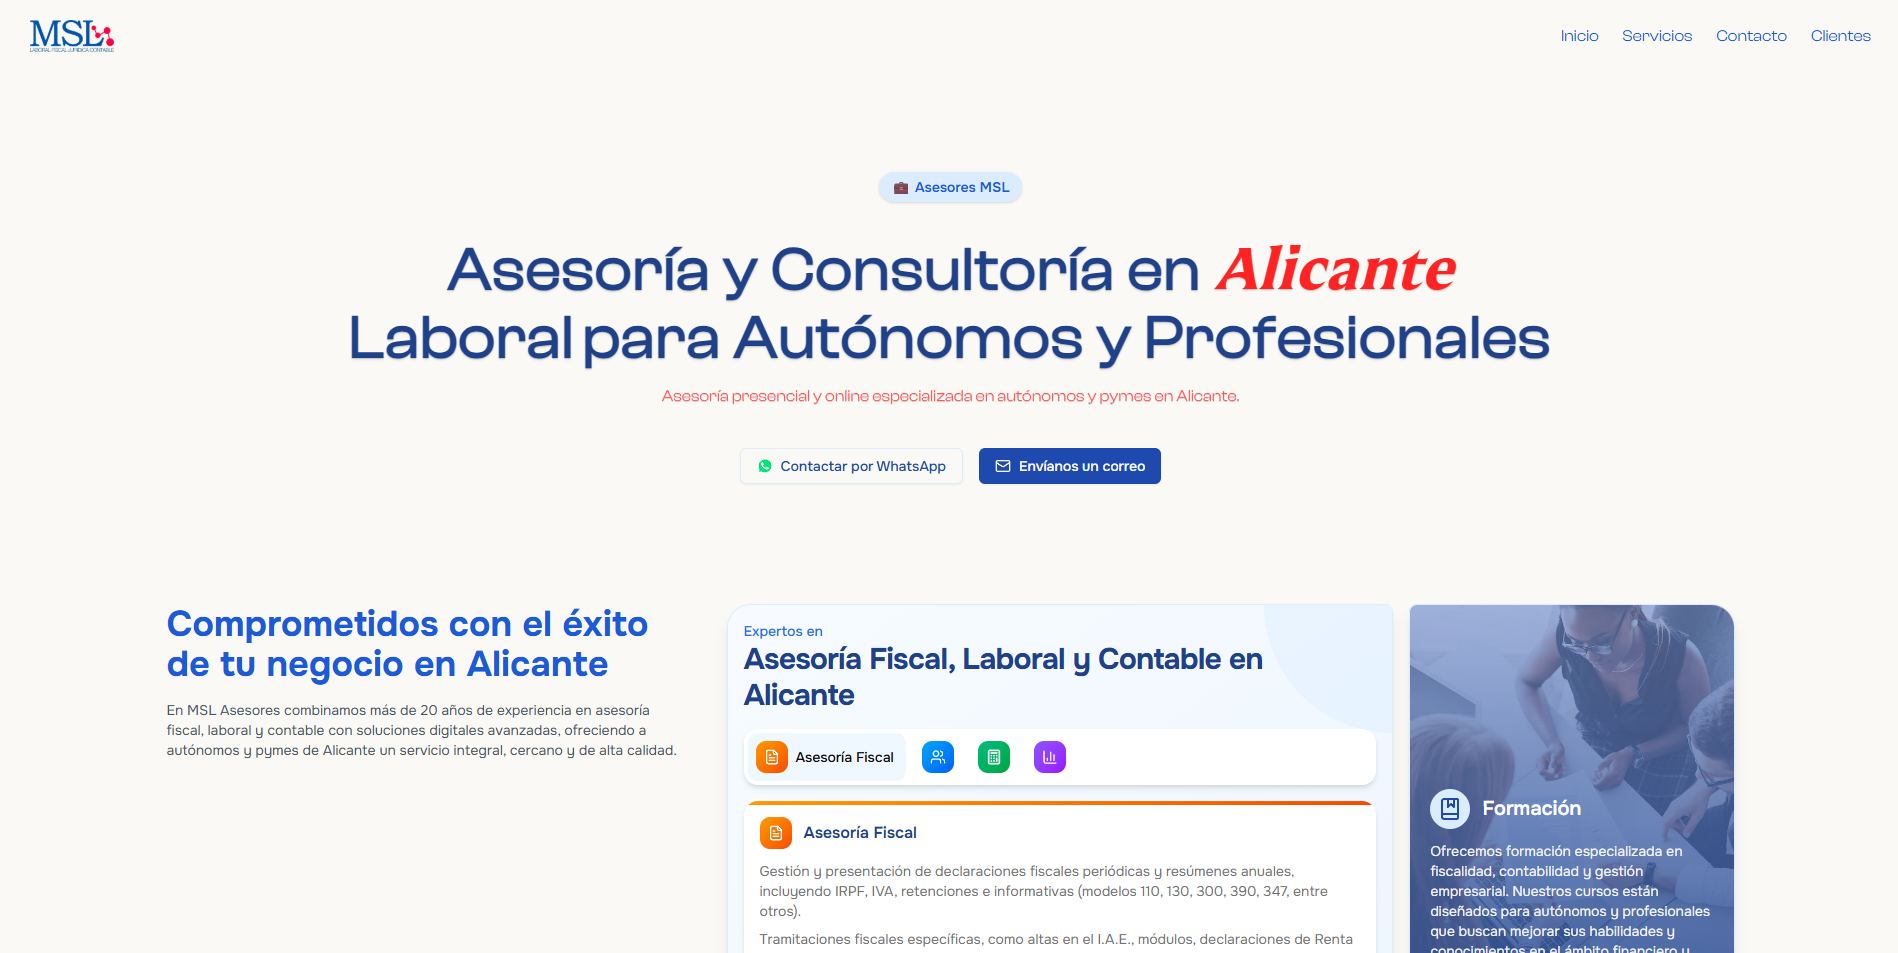 MSL
LABORAL·FISCAL·JURÍDICA·CONTABLE
Inicio
Servicios
Contacto
Clientes
Asesores MSL
Asesoría y Consultoría en Alicante
Laboral para Autónomos y Profesionales
Asesoría presencial y online especializada en autónomos y pymes en Alicante.
Contactar por WhatsApp
Envíanos un correo
Comprometidos con el éxito
de tu negocio en Alicante
En MSL Asesores combinamos más de 20 años de experiencia en asesoría
fiscal, laboral y contable con soluciones digitales avanzadas, ofreciendo a
autónomos y pymes de Alicante un servicio integral, cercano y de alta calidad.
Expertos en
Asesoría Fiscal, Laboral y Contable en
Alicante
Asesoría Fiscal
Asesoría Fiscal
Gestión y presentación de declaraciones fiscales periódicas y resúmenes anuales,
incluyendo IRPF, IVA, retenciones e informativas (modelos 110, 130, 300, 390, 347, entre
otros).
Tramitaciones fiscales específicas, como altas en el I.A.E., módulos, declaraciones de Renta
Formación
Ofrecemos formación especializada en
fiscalidad, contabilidad y gestión
empresarial. Nuestros cursos están
diseñados para autónomos y profesionales
que buscan mejorar sus habilidades y
conocimientos en el ámbito financiero y